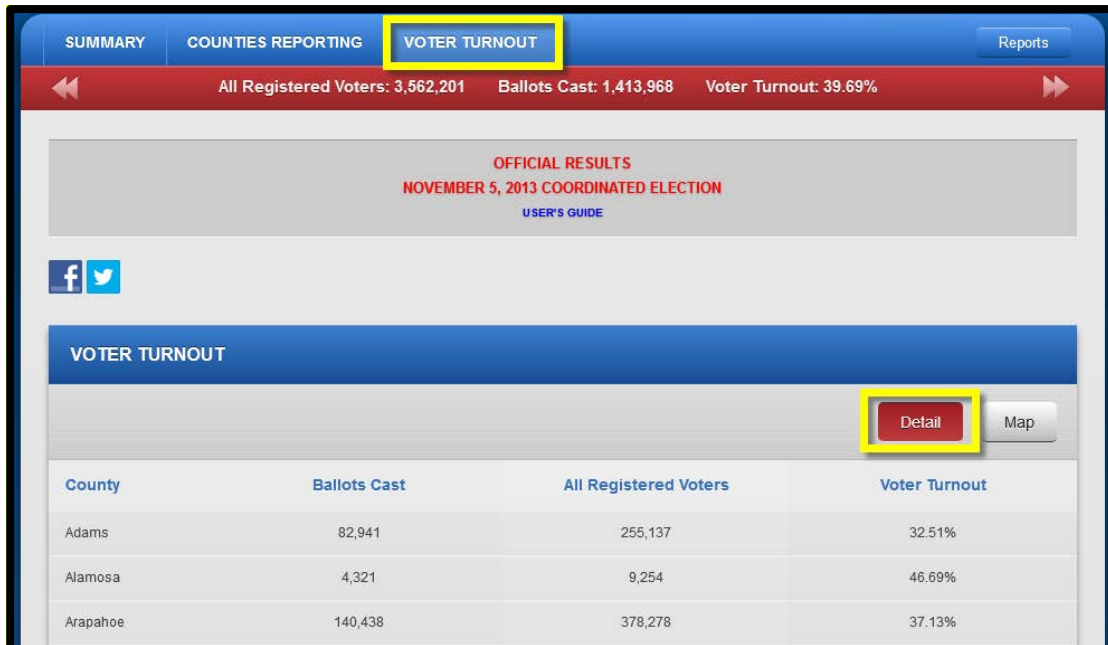 SUMMARY COUNTIES REPORTING VOTER TURNOUT Reports
All Registered Voters: 3,562,201 Ballots Cast: 1,413,968 Voter Turnout: 39.69%
OFFICIAL RESULTS
NOVEMBER 5, 2013 COORDINATED ELECTION
USER'S GUIDE
VOTER TURNOUT
Detail Map
County Ballots Cast All Registered Voters Voter Turnout
Adams 82,941 255,137 32.51%
Alamosa 4,321 9,254 46.69%
Arapahoe 140,438 378,278 37.13%